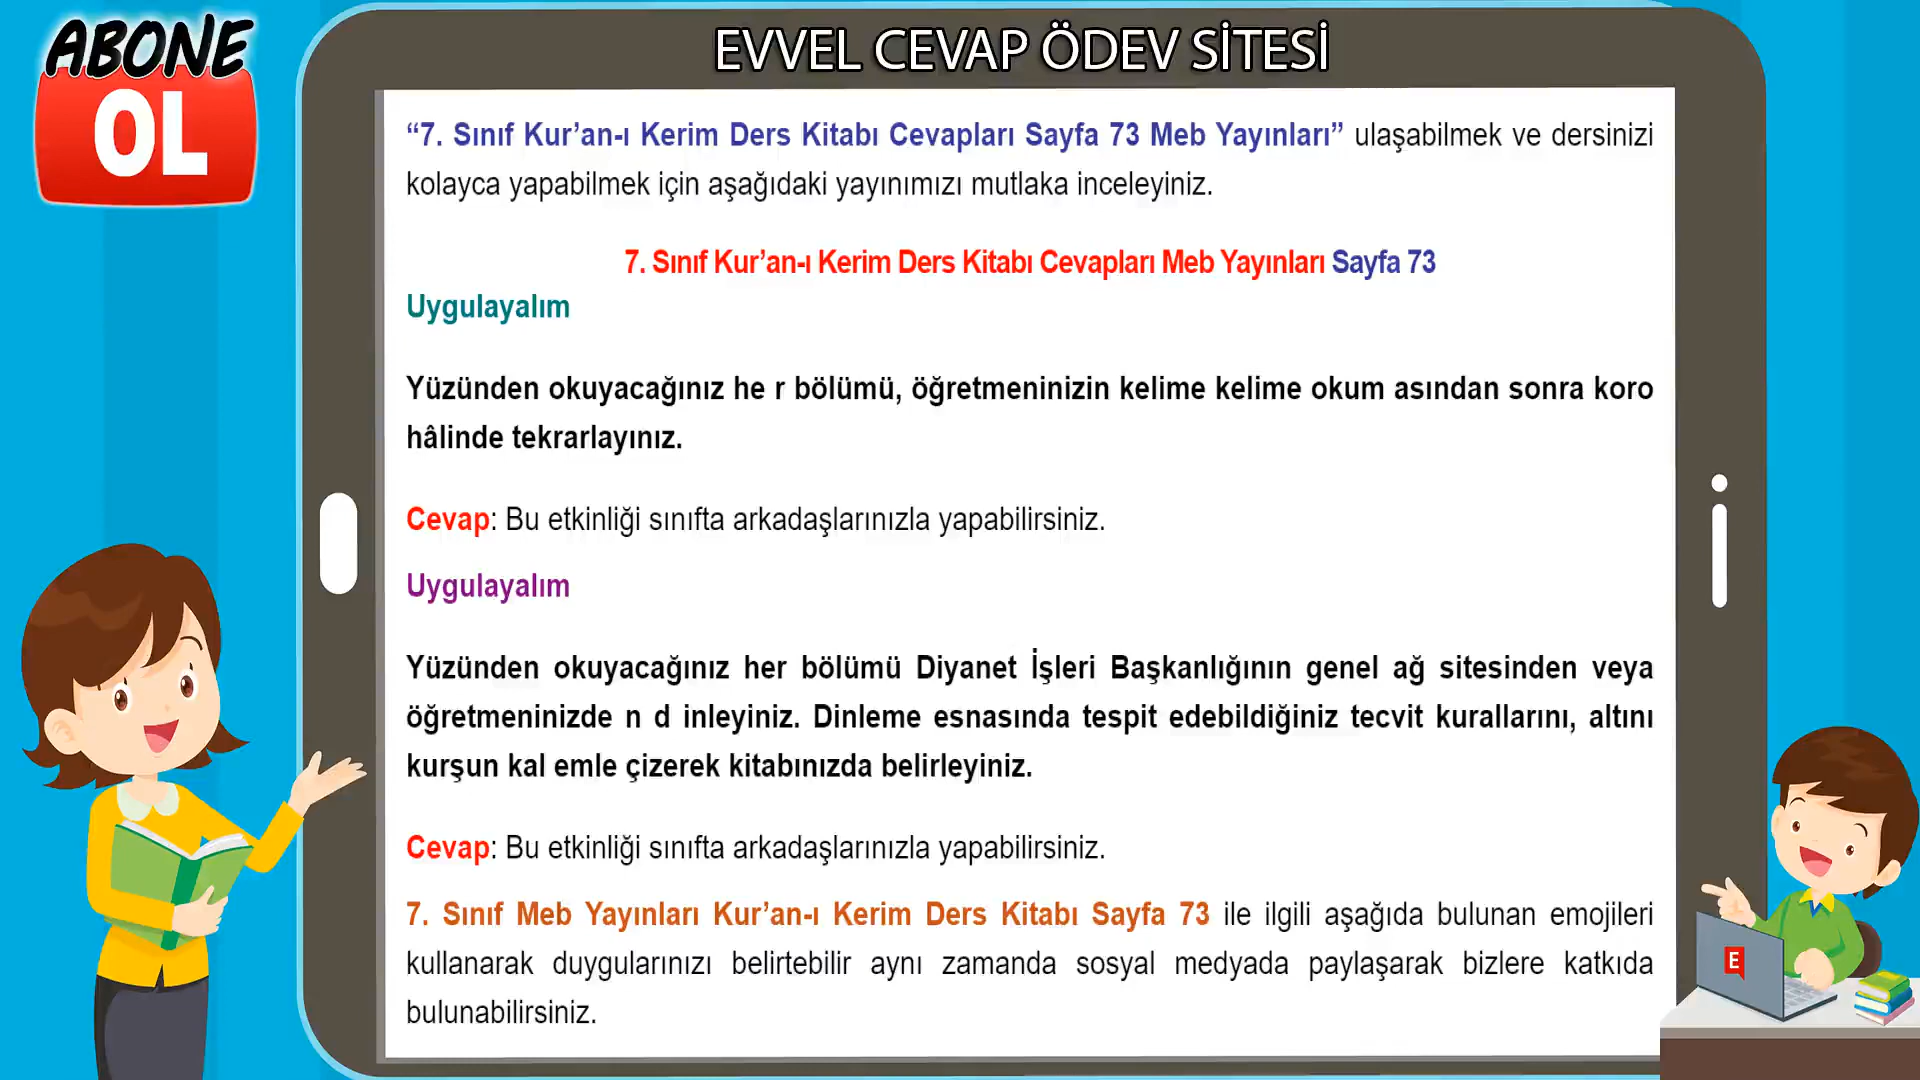 ABONE
OL
EVVEL CEVAP ÖDEV SİTESİ
“7. Sınıf Kur’an-ı Kerim Ders Kitabı Cevapları Sayfa 73 Meb Yayınları” ulaşabilmek ve dersinizi
kolayca yapabilmek için aşağıdaki yayınımızı mutlaka inceleyiniz.
7. Sınıf Kur’an-ı Kerim Ders Kitabı Cevapları Meb Yayınları Sayfa 73
Uygulayalım
Yüzünden okuyacağınız he r bölümü, öğretmeninizin kelime kelime okum asından sonra koro
hâlinde tekrarlayınız.
Cevap: Bu etkinliği sınıfta arkadaşlarınızla yapabilirsiniz.
Uygulayalım
Yüzünden okuyacağınız her bölümü Diyanet İşleri Başkanlığının genel ağ sitesinden veya
öğretmeninizde n d inleyiniz. Dinleme esnasında tespit edebildiğiniz tecvit kurallarını, altını
kurşun kal emle çizerek kitabınızda belirleyiniz.
Cevap: Bu etkinliği sınıfta arkadaşlarınızla yapabilirsiniz.
7. Sınıf Meb Yayınları Kur’an-ı Kerim Ders Kitabı Sayfa 73 ile ilgili aşağıda bulunan emojileri
kullanarak duygularınızı belirtebilir aynı zamanda sosyal medyada paylaşarak bizlere katkıda
bulunabilirsiniz.
E